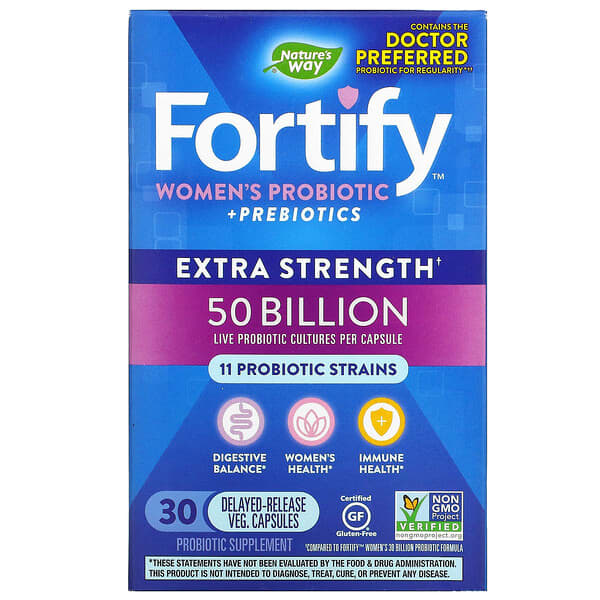 CONTAINS THE
DOCTOR
PREFERRED
PROBIOTIC FOR REGULARITY*††
Nature's
Way®
Fortify™
WOMEN'S PROBIOTIC
+PREBIOTICS
EXTRA STRENGTH†
50 BILLION
LIVE PROBIOTIC CULTURES PER CAPSULE
11 PROBIOTIC STRAINS
DIGESTIVE
BALANCE*
WOMEN'S
HEALTH*
IMMUNE
HEALTH*
30 DELAYED-RELEASE
VEG. CAPSULES
PROBIOTIC SUPPLEMENT
Certified
GF
Gluten-Free
NON
GMO
Project
VERIFIED
nongmoproject.org
†COMPARED TO FORTIFY™ WOMEN'S 30 BILLION PROBIOTIC FORMULA
*THESE STATEMENTS HAVE NOT BEEN EVALUATED BY THE FOOD & DRUG ADMINISTRATION.
THIS PRODUCT IS NOT INTENDED TO DIAGNOSE, TREAT, CURE, OR PREVENT ANY DISEASE.